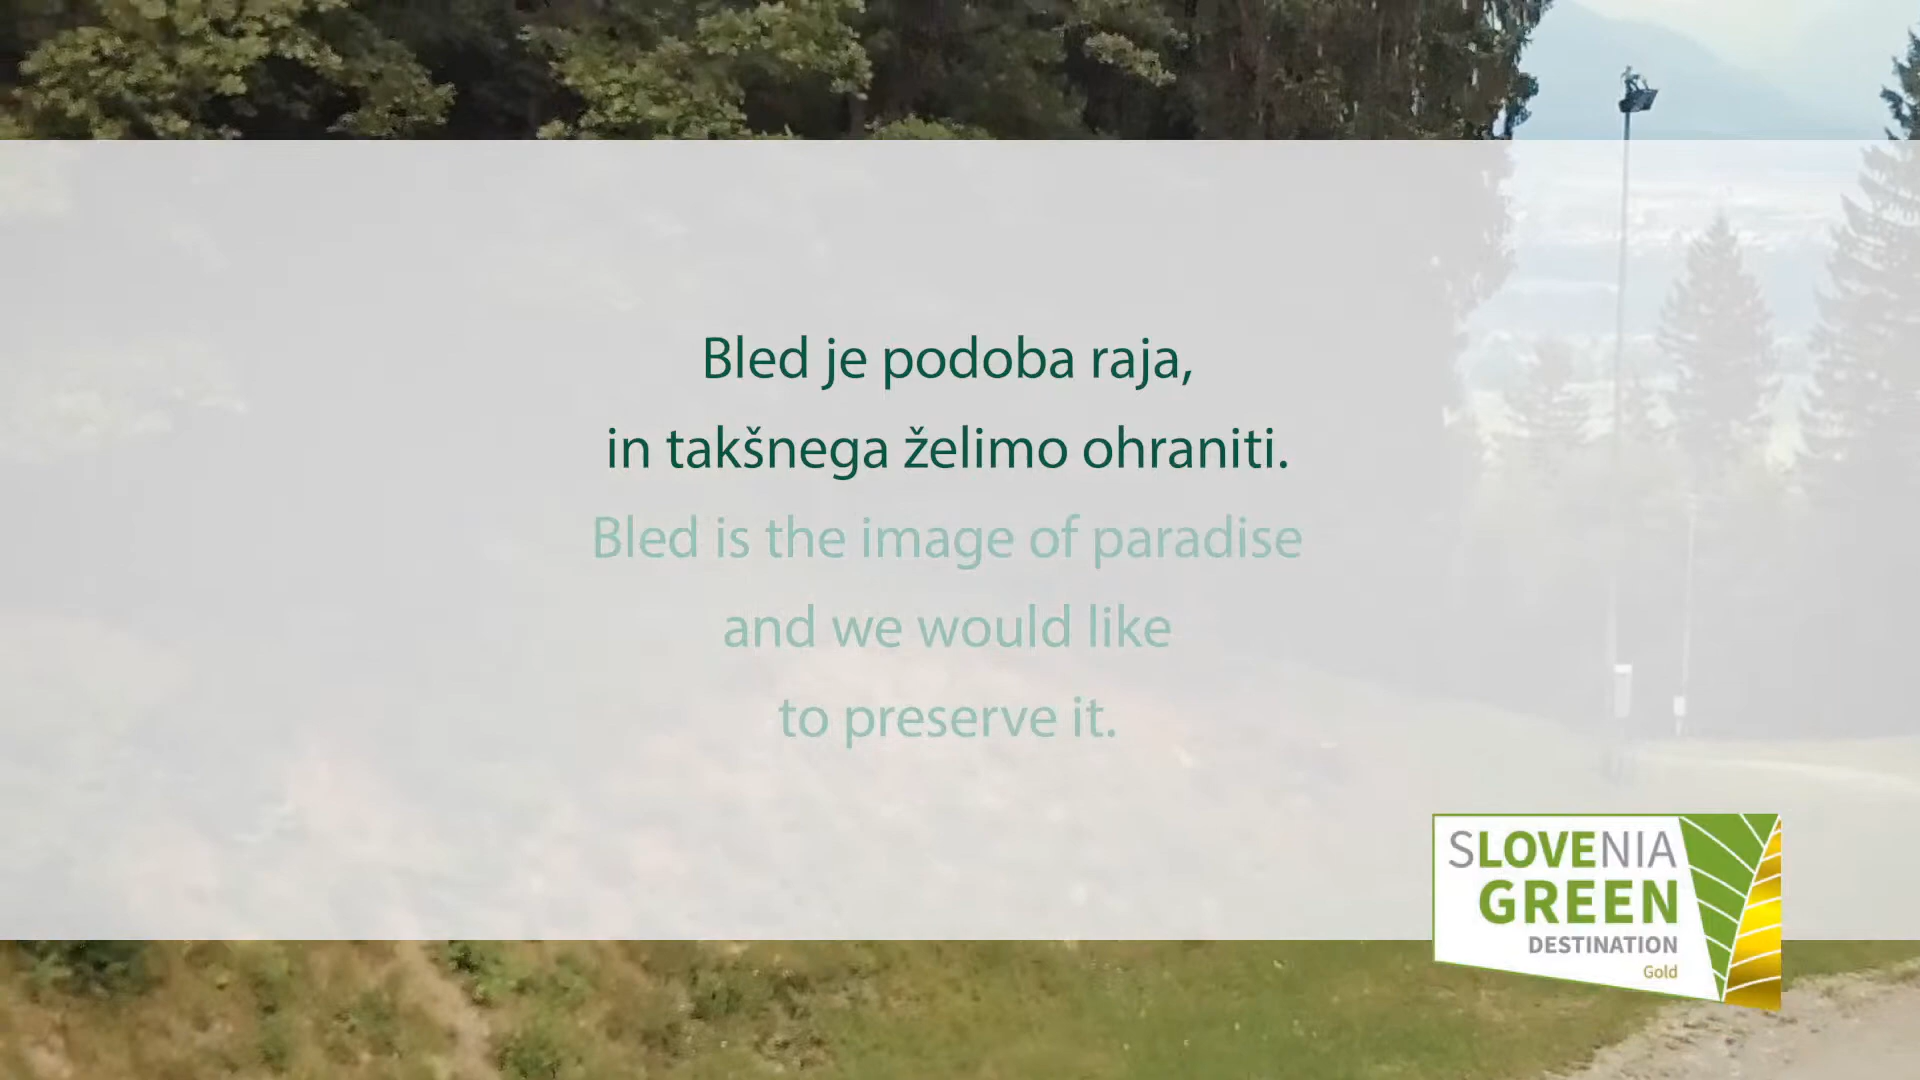 Bled je podoba raja,
in takšnega želimo ohraniti.
Bled is the image of paradise
and we would like
to preserve it.
SLOVENIA
GREEN
DESTINATION
Gold